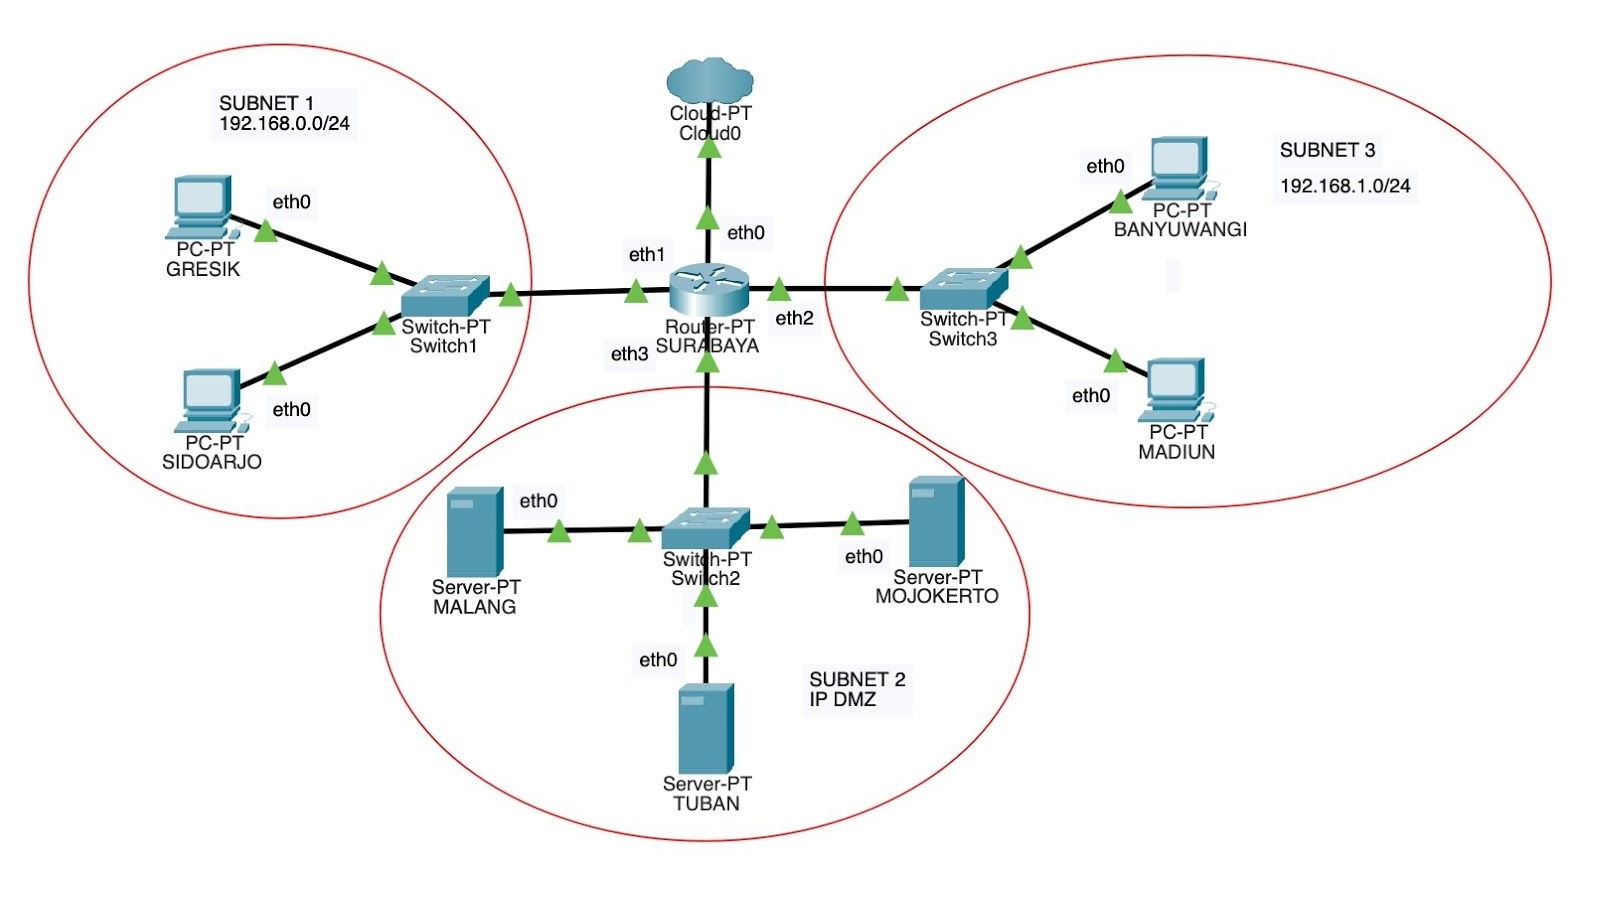 SUBNET 1
192.168.0.0/24
eth0
PC-PT
GRESIK
Switch-PT
Switch1
eth0
PC-PT
SIDOARJO
Cloud-PT
Cloud0
eth0
eth1
Router-PT
SURABAYA
eth2
eth3
SUBNET 3
192.168.1.0/24
eth0
PC-PT
BANYUWANGI
Switch-PT
Switch3
eth0
PC-PT
MADIUN
eth0
Server-PT
MALANG
Switch-PT
Switch2
eth0
Server-PT
MOJOKERTO
eth0
Server-PT
TUBAN
SUBNET 2
IP DMZ